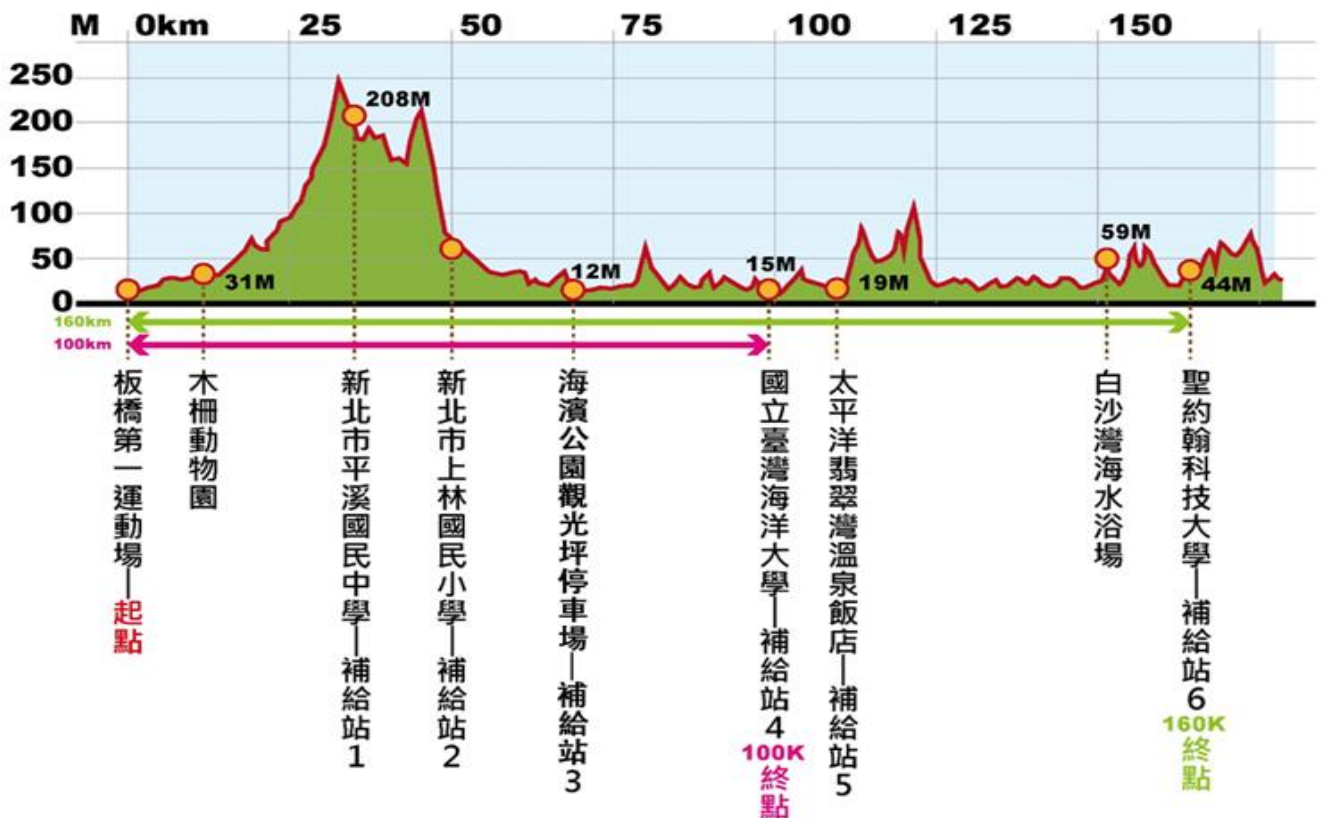 M 0km 25 50 75 100 125 150
250
200
150
100
50
0
208M
31M
12M
15M
19M
59M
44M
160km
100km
板橋第一運動場—起點
木柵動物園
新北市平溪國民中學—補給站1
新北市上林國民小學—補給站2
海濱公園觀光坪停車場—補給站3
國立臺灣海洋大學—補給站4
100K
終點
太平洋翡翠灣溫泉飯店—補給站5
白沙灣海水浴場
聖約翰科技大學—補給站6
160K
終點